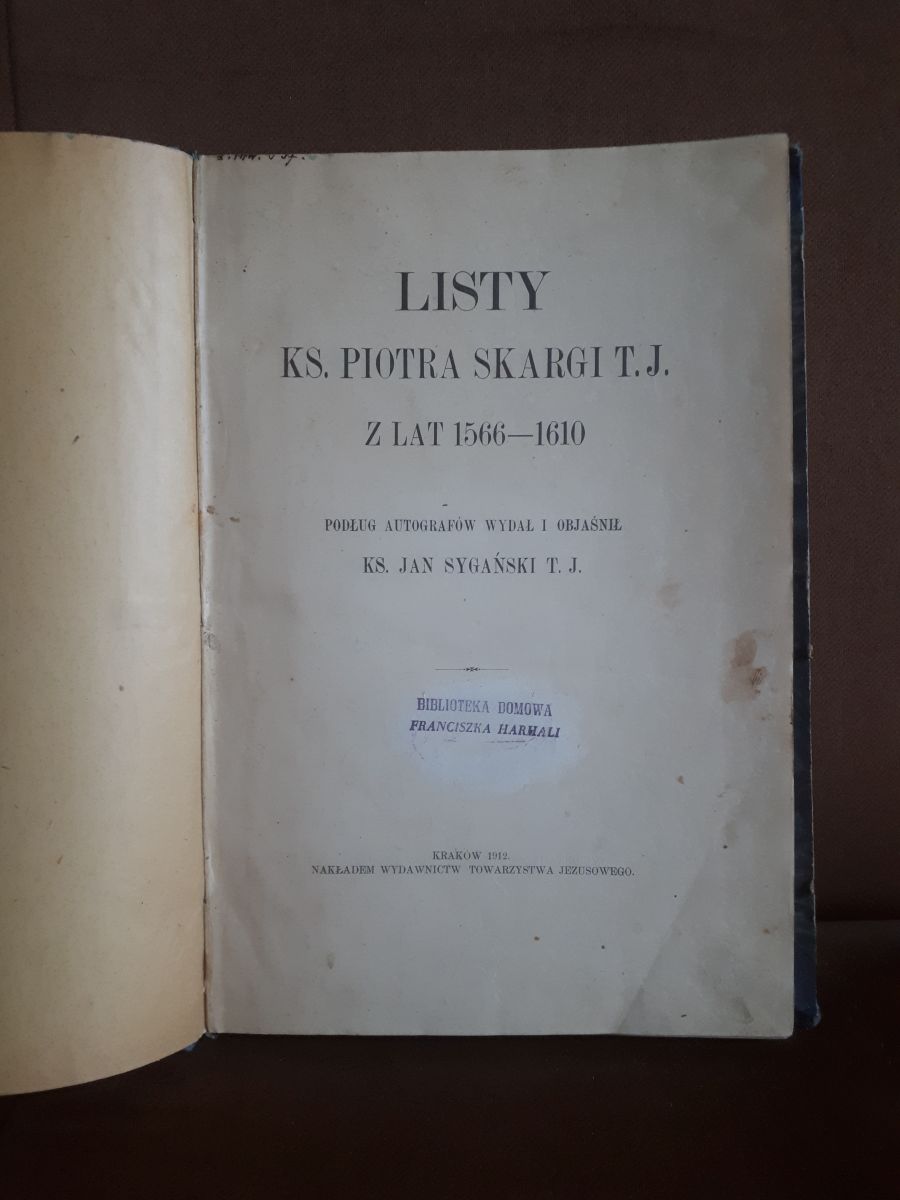 LISTY
KS. PIOTRA SKARGI T. J.
Z LAT 1566—1610
PODŁUG AUTOGRAFÓW WYDAŁ I OBJAŚNIŁ
KS. JAN SYGAŃSKI T. J.
BIBLIOTEKA DOMOWA
FRANCISZKA HARHALI
KRAKÓW 1912.
NAKŁADEM WYDAWNICTW TOWARZYSTWA JEZUSOWEGO.